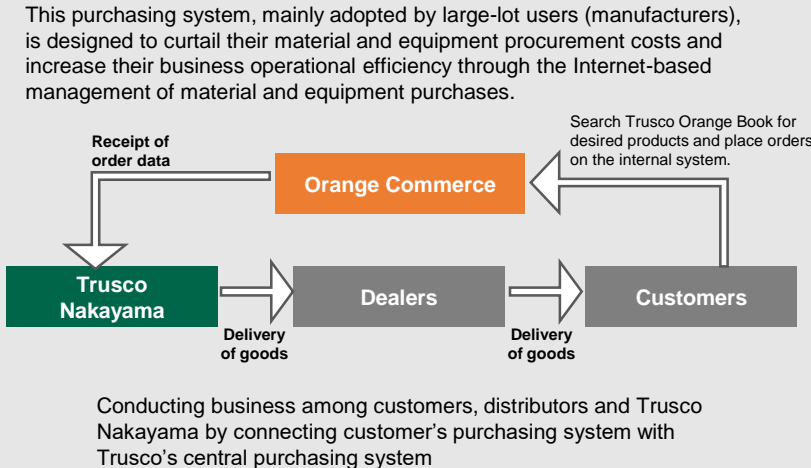 This purchasing system, mainly adopted by large-lot users (manufacturers),
is designed to curtail their material and equipment procurement costs and
increase their business operational efficiency through the Internet-based
management of material and equipment purchases.
Search Trusco Orange Book for
desired products and place orders
on the internal system.
Receipt of
order data
Orange Commerce
Trusco
Nakayama
Dealers
Customers
Delivery
of goods
Delivery
of goods
Conducting business among customers, distributors and Trusco
Nakayama by connecting customer's purchasing system with
Trusco's central purchasing system